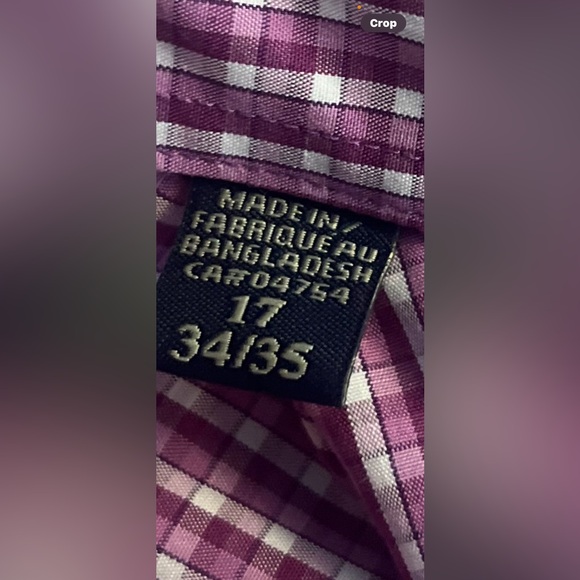 Crop
MADE IN/
FABRIQUE AU
BANGLADESH
CA#04754
17
34/35